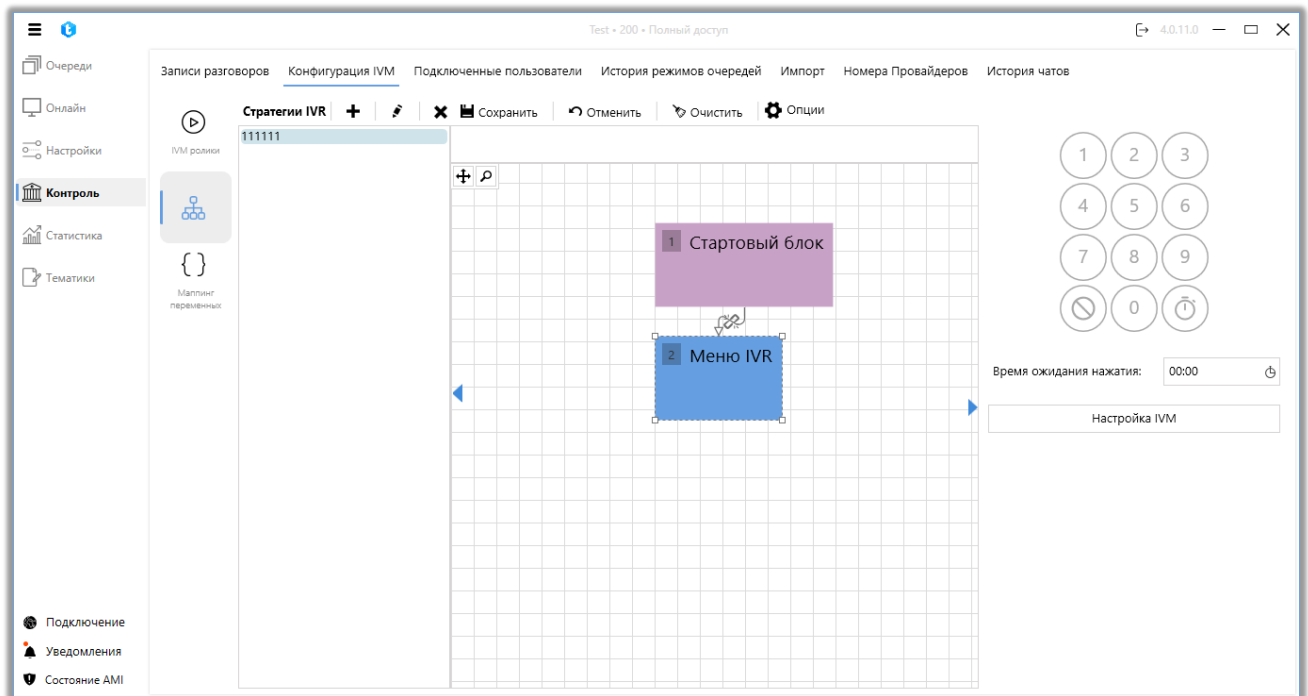 Test • 200 • Полный доступ
4.0.11.0
Очереди
Онлайн
Настройки
Контроль
Статистика
Тематики
Подключение
Уведомления
Состояние AMI
Записи разговоров Конфигурация IVM Подключенные пользователи История режимов очередей Импорт Номера Провайдеров История чатов
IVM ролики
Маппинг
переменных
Стратегии IVR Сохранить Отменить Очистить Опции
111111
1 Стартовый блок
2 Меню IVR
1 2 3
4 5 6
7 8 9
0
Время ожидания нажатия: 00:00
Настройка IVM